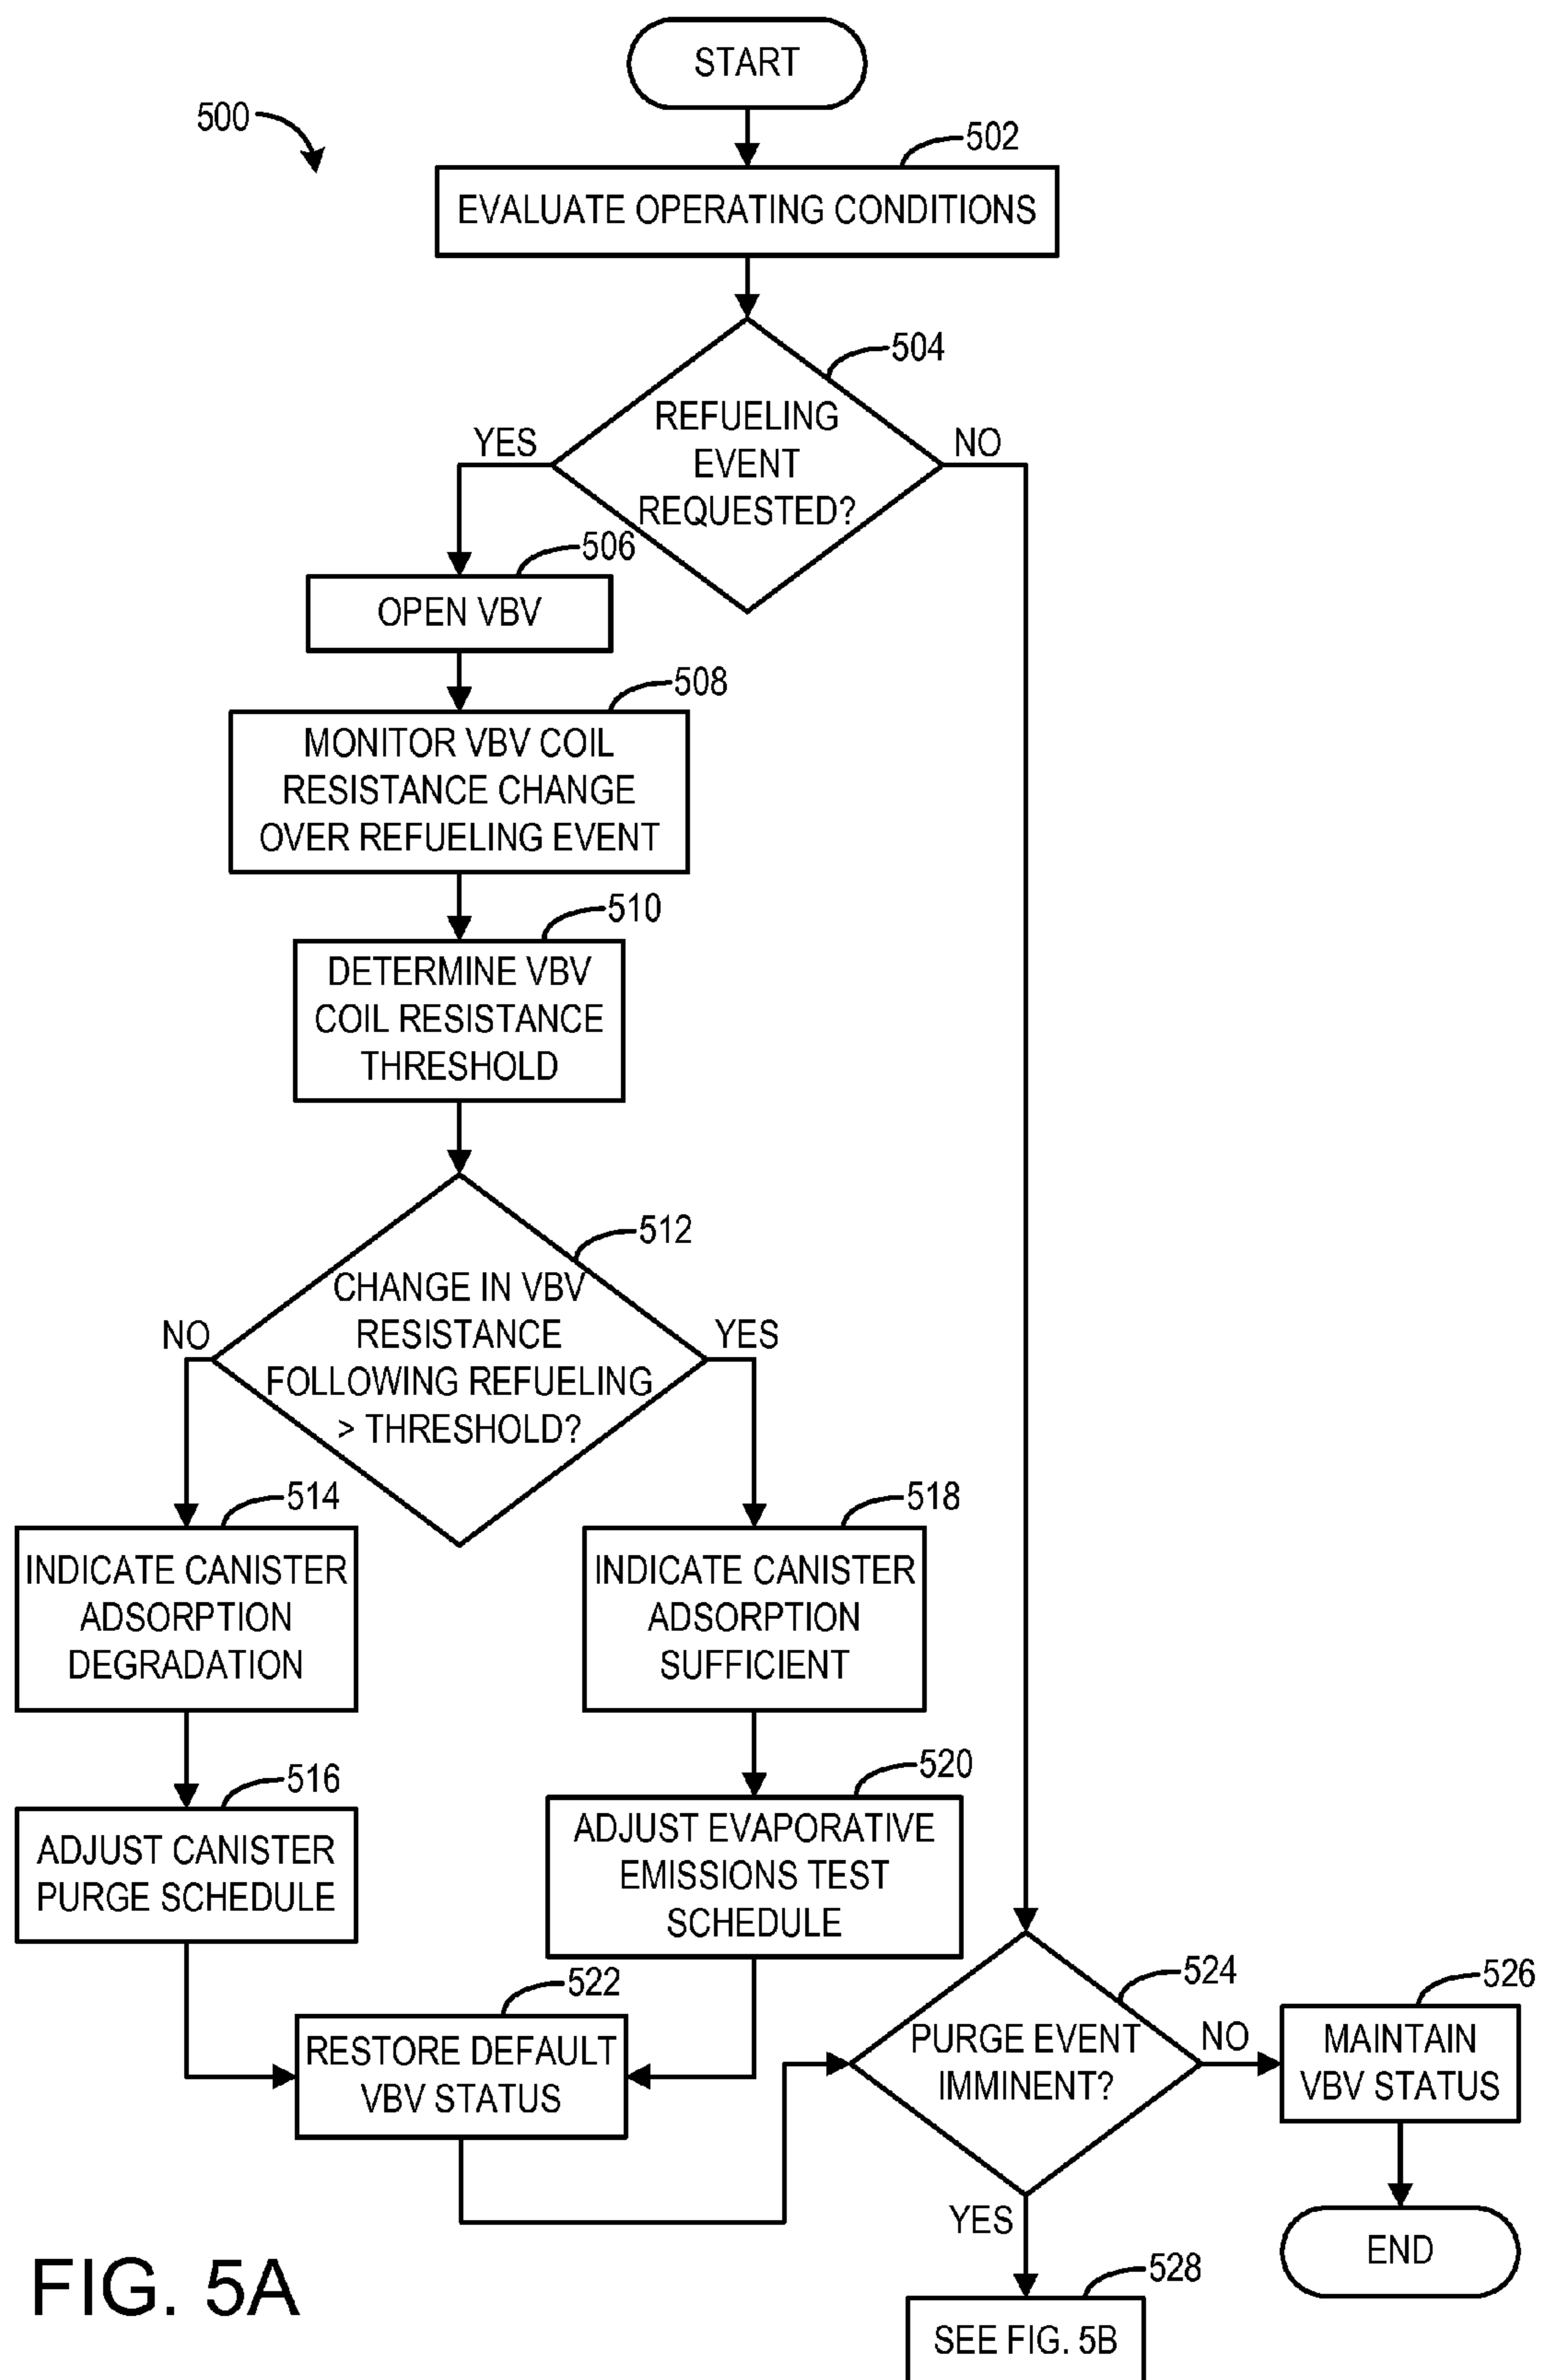 START
500
502
EVALUATE OPERATING CONDITIONS
504
REFUELING
EVENT
REQUESTED?
YES
NO
506
OPEN VBV
508
MONITOR VBV COIL
RESISTANCE CHANGE
OVER REFUELING EVENT
510
DETERMINE VBV
COIL RESISTANCE
THRESHOLD
512
CHANGE IN VBV
RESISTANCE
FOLLOWING REFUELING
> THRESHOLD?
NO
YES
514
INDICATE CANISTER
ADSORPTION
DEGRADATION
518
INDICATE CANISTER
ADSORPTION
SUFFICIENT
516
ADJUST CANISTER
PURGE SCHEDULE
520
ADJUST EVAPORATIVE
EMISSIONS TEST
SCHEDULE
522
RESTORE DEFAULT
VBV STATUS
524
PURGE EVENT
IMMINENT?
NO
526
MAINTAIN
VBV STATUS
YES
END
528
SEE FIG. 5B
FIG. 5A